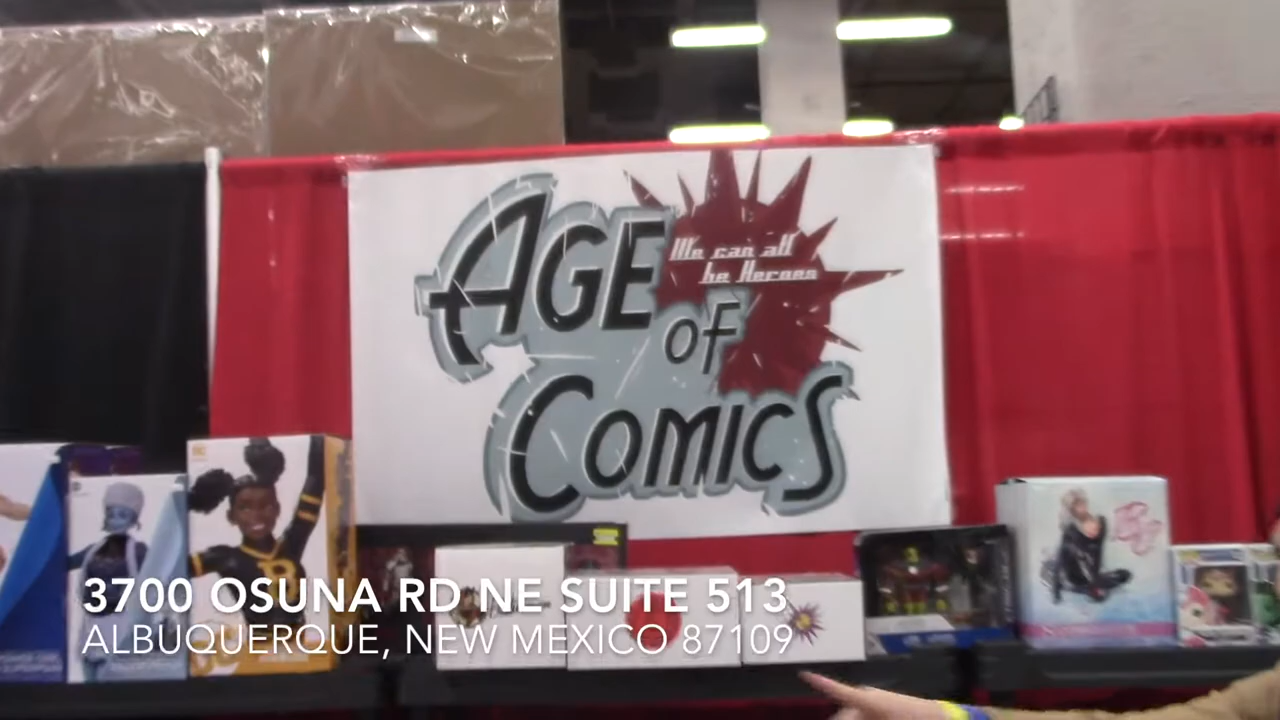 AGE
We can all
be Heroes
OF
COMICS
3700 OSUNA RD NE SUITE 513
ALBUQUERQUE, NEW MEXICO 87109